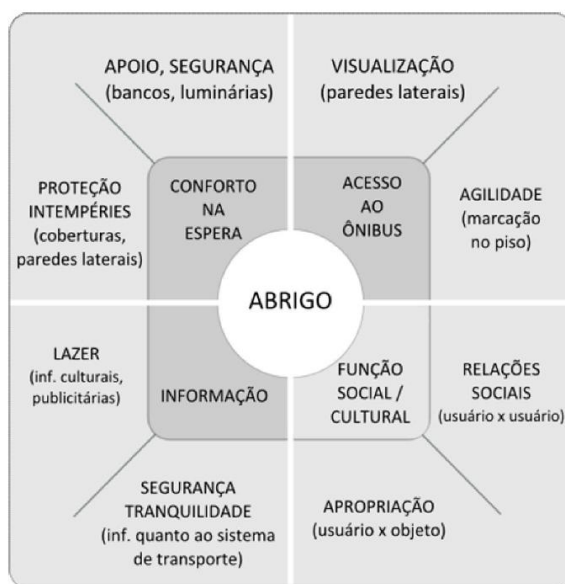 APOIO, SEGURANÇA
(bancos, luminárias)
VISUALIZAÇÃO
(paredes laterais)
PROTEÇÃO
INTEMPÉRIES
(coberturas,
paredes laterais)
CONFORTO
NA
ESPERA
ACESSO
AO
ÔNIBUS
AGILIDADE
(marcação
no piso)
ABRIGO
LAZER
(inf. culturais,
publicitárias)
INFORMAÇÃO
FUNÇÃO
SOCIAL /
CULTURAL
RELAÇÕES
SOCIAIS
(usuário x usuário)
SEGURANÇA
TRANQUILIDADE
(inf. quanto ao sistema
de transporte)
APROPRIAÇÃO
(usuário x objeto)